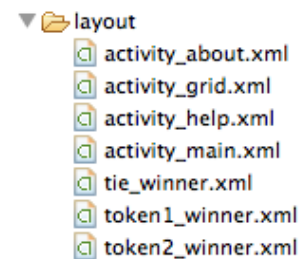 layout
activity_about.xml
activity_grid.xml
activity_help.xml
activity_main.xml
tie_winner.xml
token1_winner.xml
token2_winner.xml